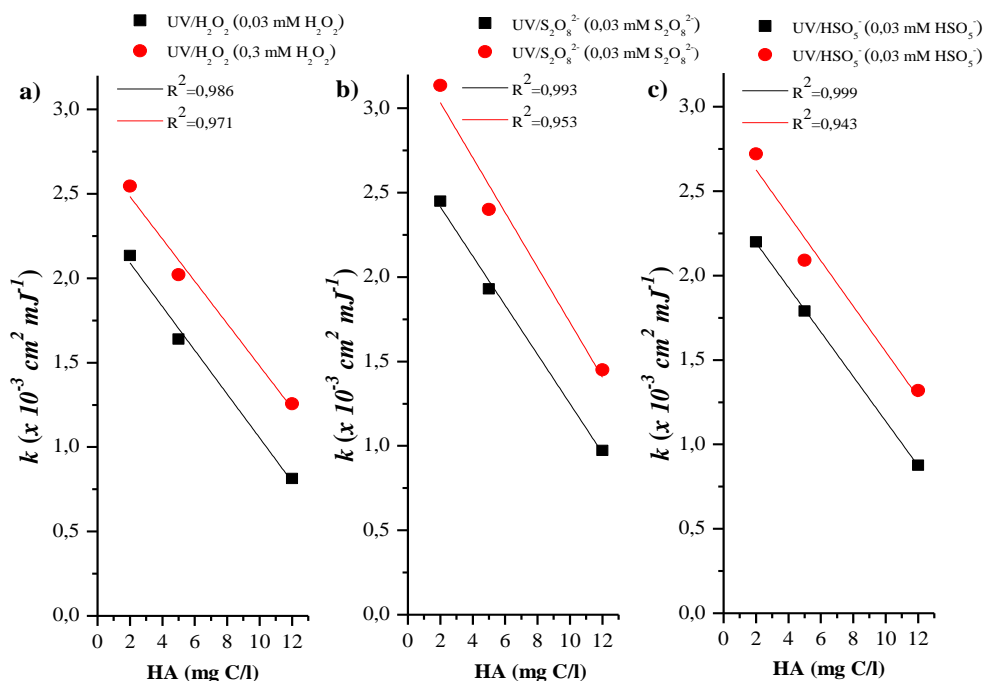 UV/H₂O₂ (0,03 mM H₂O₂)
UV/H₂O₂ (0,3 mM H₂O₂)
a)
R²=0,986
R²=0,971
3,0
2,5
2,0
1,5
1,0
0,5
0,0
k (x 10⁻³ cm² mJ⁻¹)
0 2 4 6 8 10 12
HA (mg C/l)
UV/S₂O₈²⁻ (0,03 mM S₂O₈²⁻)
UV/S₂O₈²⁻ (0,03 mM S₂O₈²⁻)
b)
R²=0,993
R²=0,953
3,0
2,5
2,0
1,5
1,0
0,5
0,0
k (x 10⁻³ cm² mJ⁻¹)
0 2 4 6 8 10 12
HA (mg C/l)
UV/HSO₅⁻ (0,03 mM HSO₅⁻)
UV/HSO₅⁻ (0,03 mM HSO₅⁻)
c)
R²=0,999
R²=0,943
3,0
2,5
2,0
1,5
1,0
0,5
0,0
k (x 10⁻³ cm² mJ⁻¹)
0 2 4 6 8 10 12
HA (mg C/l)